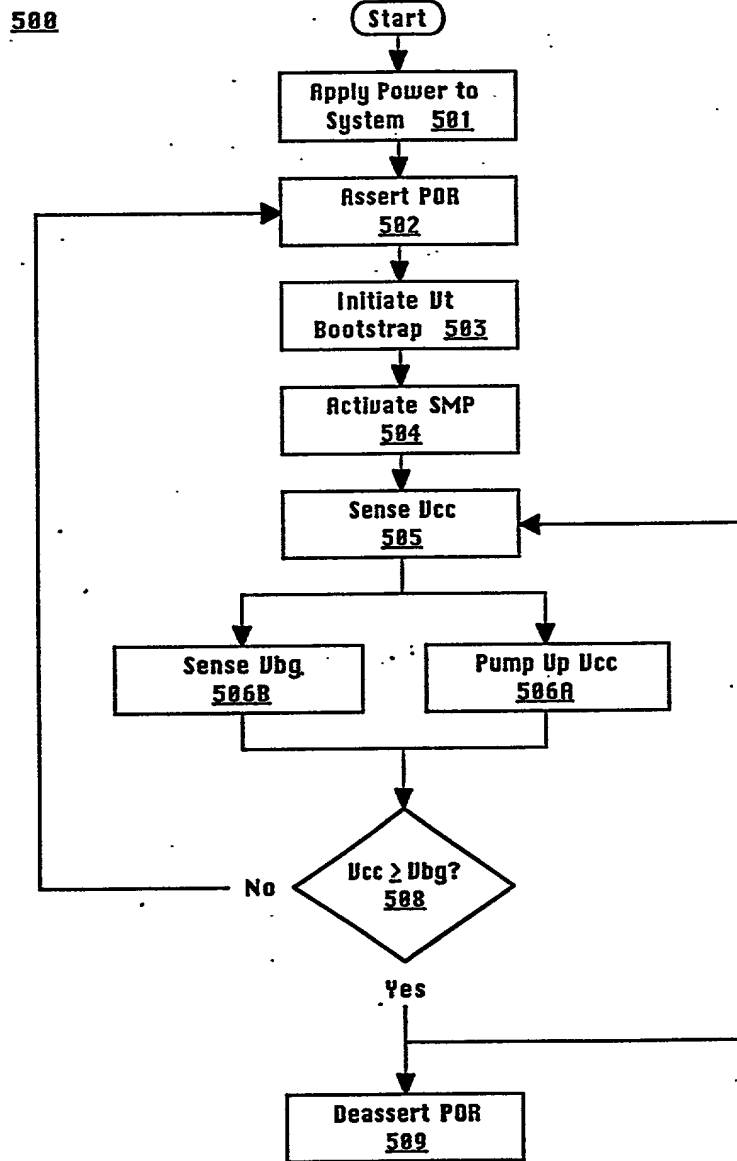 500
Start
Apply Power to
System 501
Assert POR
502
Initiate Vt
Bootstrap 503
Activate SMP
504
Sense Vcc
505
Sense Vbg
506B
Pump Up Vcc
506A
Vcc ≥ Vbg?
508
No
Yes
Deassert POR
509